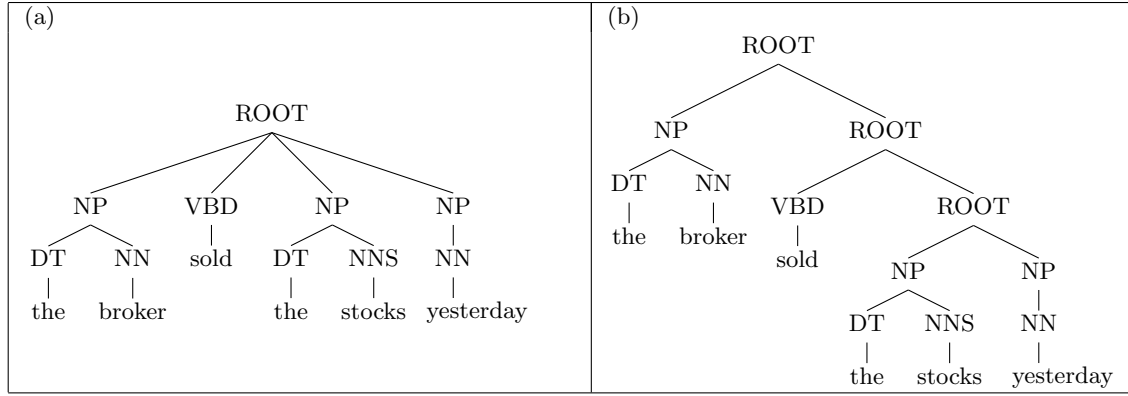 (a)
ROOT
NP VBD NP NP
DT NN sold DT NNS NN
the broker the stocks yesterday
(b)
ROOT
NP ROOT
DT NN VBD ROOT
the broker sold NP NP
DT NNS NN
the stocks yesterday